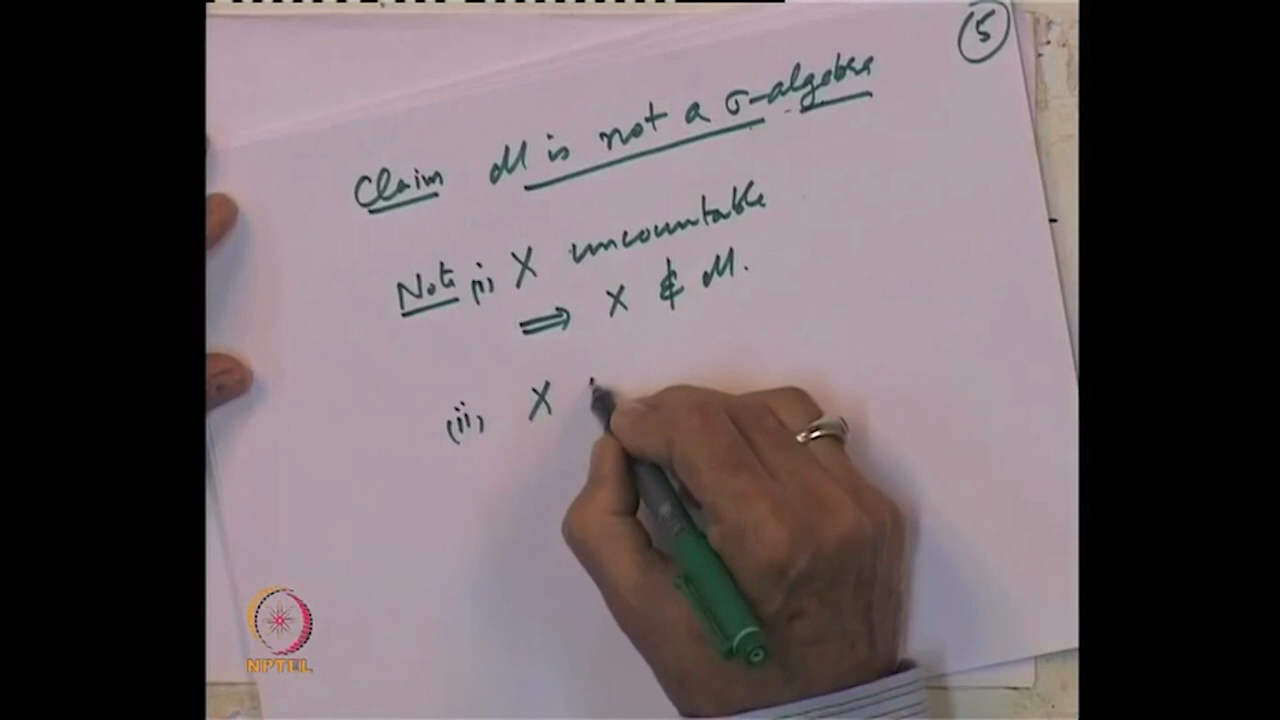 5
Claim M is not a σ-algebra
Note (i) X uncountable
⟹ X ∉ M.
(ii) X
NPTEL